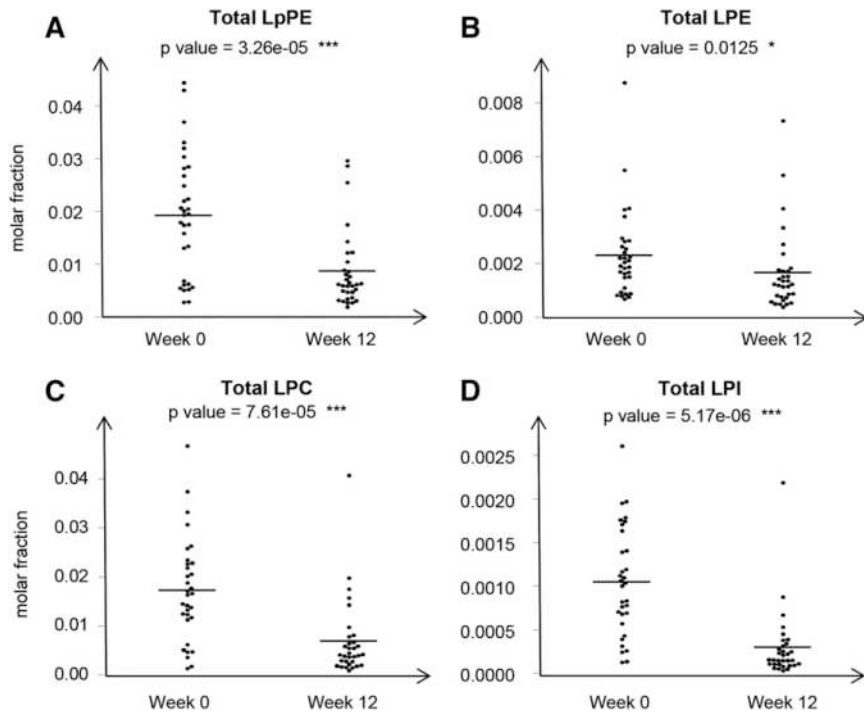 A
Total LpPE
p value = 3.26e-05 ***
molar fraction
0.04
0.03
0.02
0.01
0.00
Week 0
Week 12
B
Total LPE
p value = 0.0125 *
0.008
0.006
0.004
0.002
0.000
Week 0
Week 12
C
Total LPC
p value = 7.61e-05 ***
molar fraction
0.04
0.03
0.02
0.01
0.00
Week 0
Week 12
D
Total LPI
p value = 5.17e-06 ***
0.0025
0.0020
0.0015
0.0010
0.0005
0.0000
Week 0
Week 12